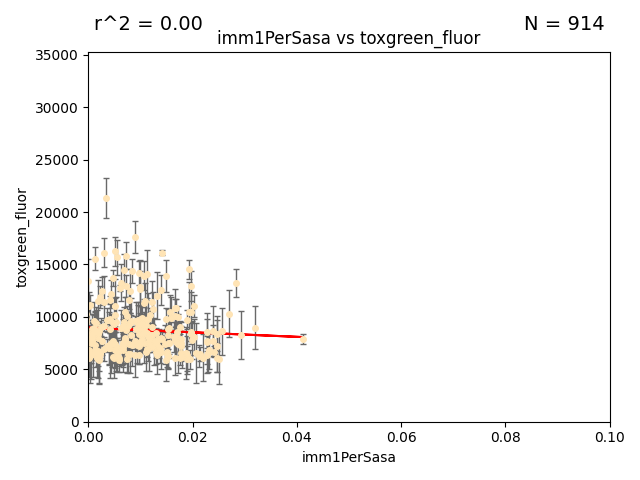 r^2 = 0.00
N = 914
imm1PerSasa vs toxgreen_fluor
35000
30000
25000
20000
15000
10000
5000
0
toxgreen_fluor
0.00
0.02
0.04
0.06
0.08
0.10
imm1PerSasa